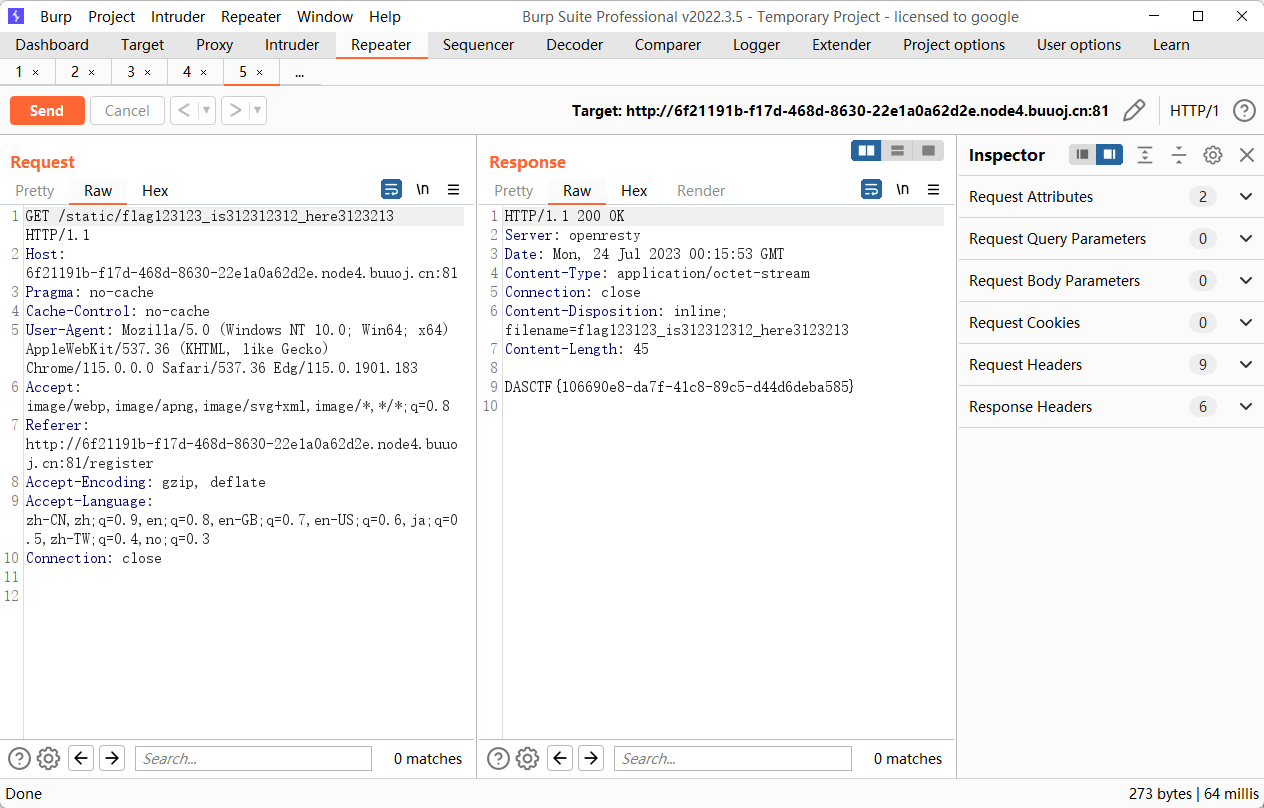 Burp Project Intruder Repeater Window Help Burp Suite Professional v2022.3.5 - Temporary Project - licensed to google
Dashboard Target Proxy Intruder Repeater Sequencer Decoder Comparer Logger Extender Project options User options Learn
1 × 2 × 3 × 4 × 5 × ...
Send Cancel < > Target: http://6f21191b-f17d-468d-8630-22e1a0a62d2e.node4.buuoj.cn:81 HTTP/1 ?
Request
Pretty Raw Hex \n
1 GET /static/flag123123_is312312312_here3123213
HTTP/1.1
2 Host:
6f21191b-f17d-468d-8630-22e1a0a62d2e.node4.buuoj.cn:81
3 Pragma: no-cache
4 Cache-Control: no-cache
5 User-Agent: Mozilla/5.0 (Windows NT 10.0; Win64; x64)
AppleWebKit/537.36 (KHTML, like Gecko)
Chrome/115.0.0.0 Safari/537.36 Edg/115.0.1901.183
6 Accept:
image/webp,image/apng,image/svg+xml,image/*,*/*;q=0.8
7 Referer:
http://6f21191b-f17d-468d-8630-22e1a0a62d2e.node4.buuo
j.cn:81/register
8 Accept-Encoding: gzip, deflate
9 Accept-Language:
zh-CN,zh;q=0.9,en;q=0.8,en-GB;q=0.7,en-US;q=0.6,ja;q=0
.5,zh-TW;q=0.4,no;q=0.3
10 Connection: close
11
12
? Search... 0 matches
Response
Pretty Raw Hex Render \n
1 HTTP/1.1 200 OK
2 Server: openresty
3 Date: Mon, 24 Jul 2023 00:15:53 GMT
4 Content-Type: application/octet-stream
5 Connection: close
6 Content-Disposition: inline;
filename=flag123123_is312312312_here3123213
7 Content-Length: 45
8
9 DASCTF{106690e8-da7f-41c8-89c5-d44d6deba585}
10
? Search... 0 matches
Inspector
Request Attributes 2
Request Query Parameters 0
Request Body Parameters 0
Request Cookies 0
Request Headers 9
Response Headers 6
Done 273 bytes | 64 millis